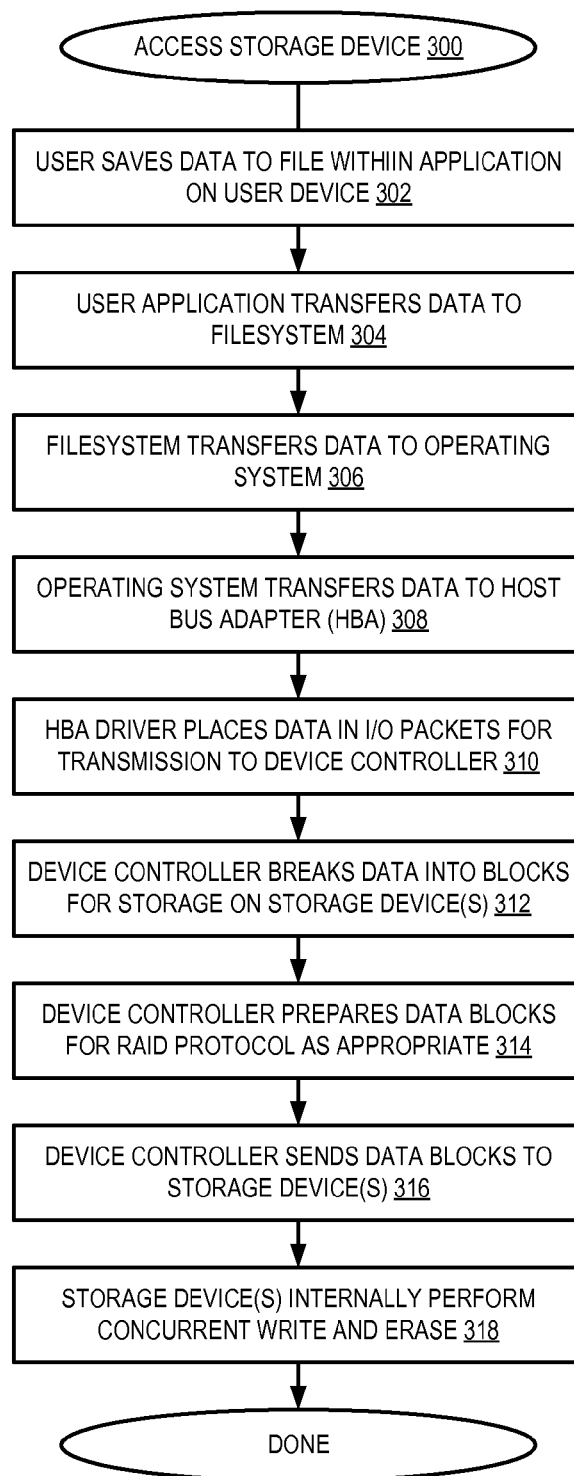 ACCESS STORAGE DEVICE 300
USER SAVES DATA TO FILE WITHIIN APPLICATION
ON USER DEVICE 302
USER APPLICATION TRANSFERS DATA TO
FILESYSTEM 304
FILESYSTEM TRANSFERS DATA TO OPERATING
SYSTEM 306
OPERATING SYSTEM TRANSFERS DATA TO HOST
BUS ADAPTER (HBA) 308
HBA DRIVER PLACES DATA IN I/O PACKETS FOR
TRANSMISSION TO DEVICE CONTROLLER 310
DEVICE CONTROLLER BREAKS DATA INTO BLOCKS
FOR STORAGE ON STORAGE DEVICE(S) 312
DEVICE CONTROLLER PREPARES DATA BLOCKS
FOR RAID PROTOCOL AS APPROPRIATE 314
DEVICE CONTROLLER SENDS DATA BLOCKS TO
STORAGE DEVICE(S) 316
STORAGE DEVICE(S) INTERNALLY PERFORM
CONCURRENT WRITE AND ERASE 318
DONE